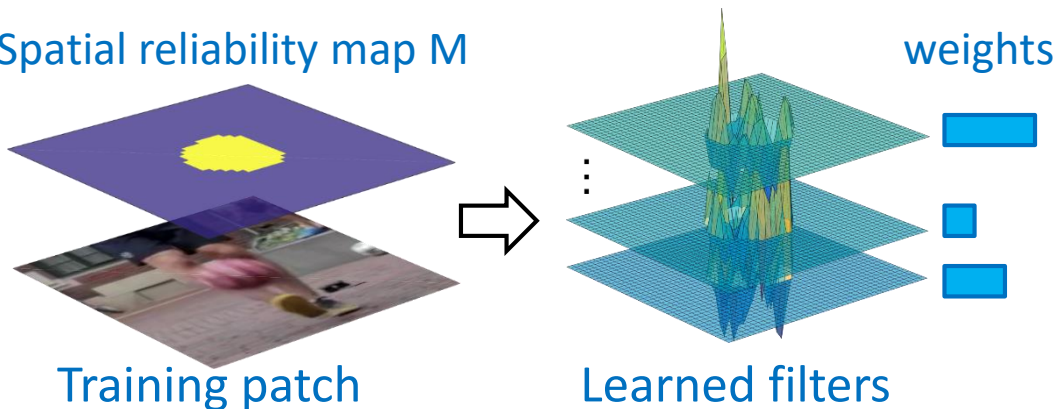 Spatial reliability map M
weights
⋮
Training patch
Learned filters